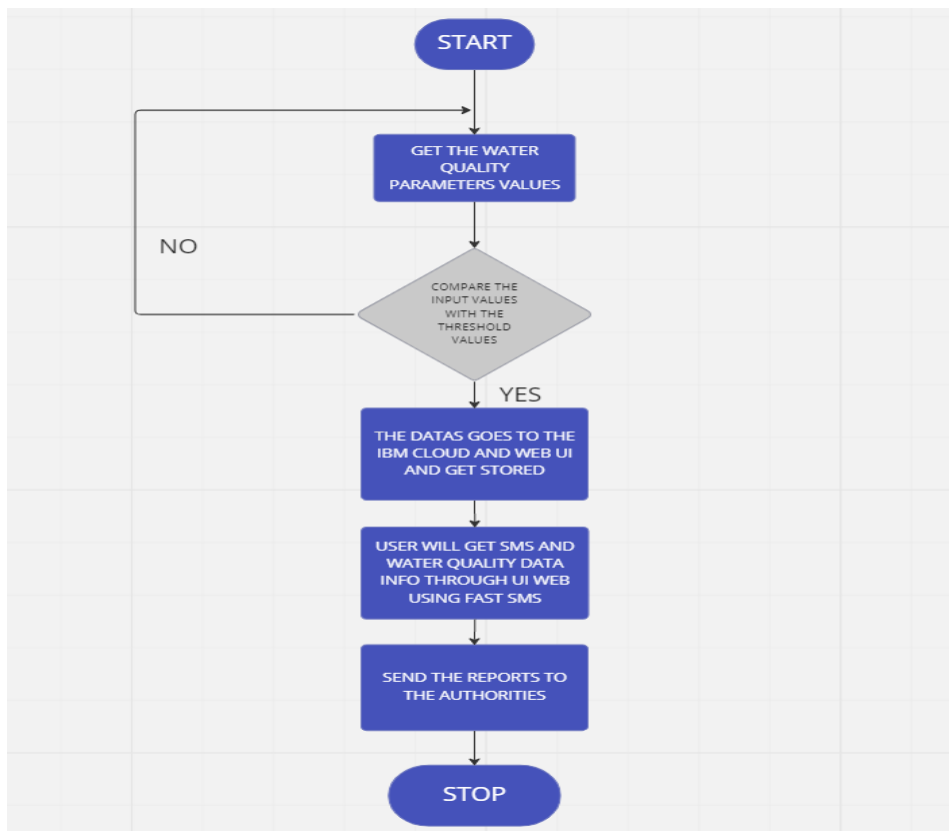 START
GET THE WATER
QUALITY
PARAMETERS VALUES
NO
COMPARE THE
INPUT VALUES
WITH THE
THRESHOLD
VALUES
YES
THE DATAS GOES TO THE
IBM CLOUD AND WEB UI
AND GET STORED
USER WILL GET SMS AND
WATER QUALITY DATA
INFO THROUGH UI WEB
USING FAST SMS
SEND THE REPORTS TO
THE AUTHORITIES
STOP